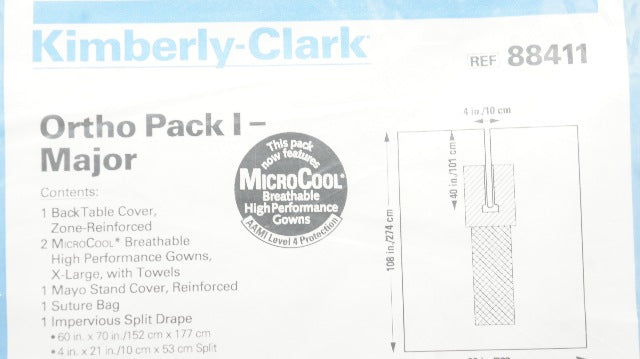 Kimberly-Clark
REF 88411
Ortho Pack I –
Major
This pack
now features
MICROCOOL*
Breathable
High Performance
Gowns
AAMI Level 4 Protection
Contents:
1 Back Table Cover,
Zone-Reinforced
2 MICROCOOL* Breathable
High Performance Gowns,
X-Large, with Towels
1 Mayo Stand Cover, Reinforced
1 Suture Bag
1 Impervious Split Drape
• 60 in. x 70 in./152 cm x 177 cm
• 4 in. x 21 in./10 cm x 53 cm Split
4 in./10 cm
40 in./101 cm
108 in./274 cm